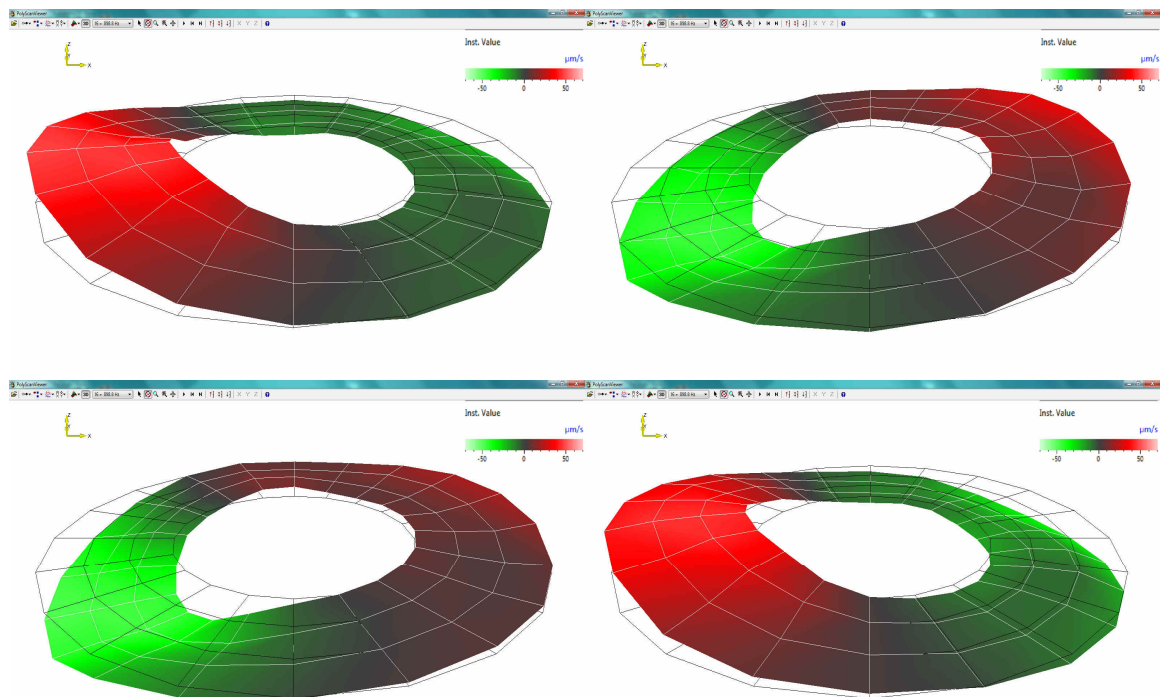 PolyScanViewer
PolyScanViewer
Inst. Value
µm/s
-50 0 50
Z
Y
X
Inst. Value
µm/s
-50 0 50
Z
Y
X
PolyScanViewer
PolyScanViewer
Inst. Value
µm/s
-50 0 50
Z
Y
X
Inst. Value
µm/s
-50 0 50
Z
Y
X